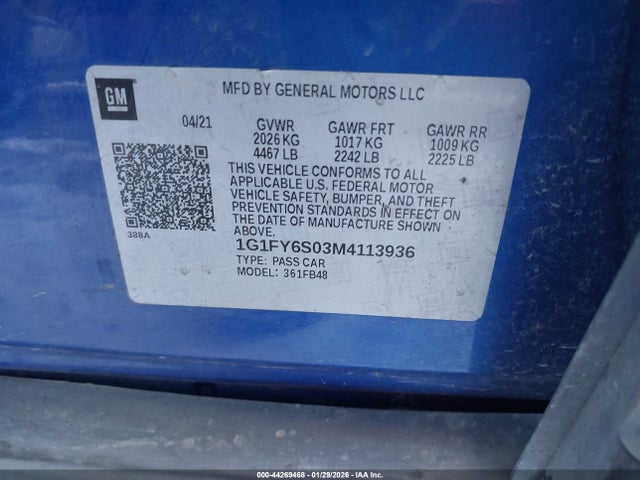 GM
MFD BY GENERAL MOTORS LLC
04/21 GVWR GAWR FRT GAWR RR
2026 KG 1017 KG 1009 KG
4467 LB 2242 LB 2225 LB
THIS VEHICLE CONFORMS TO ALL
APPLICABLE U.S. FEDERAL MOTOR
VEHICLE SAFETY, BUMPER, AND THEFT
PREVENTION STANDARDS IN EFFECT ON
THE DATE OF MANUFACTURE SHOWN
ABOVE.
388A
1G1FY6S03M4113936
TYPE: PASS CAR
MODEL: 361FB48
000-44269468 | 01/29/2026 - IAA Inc.